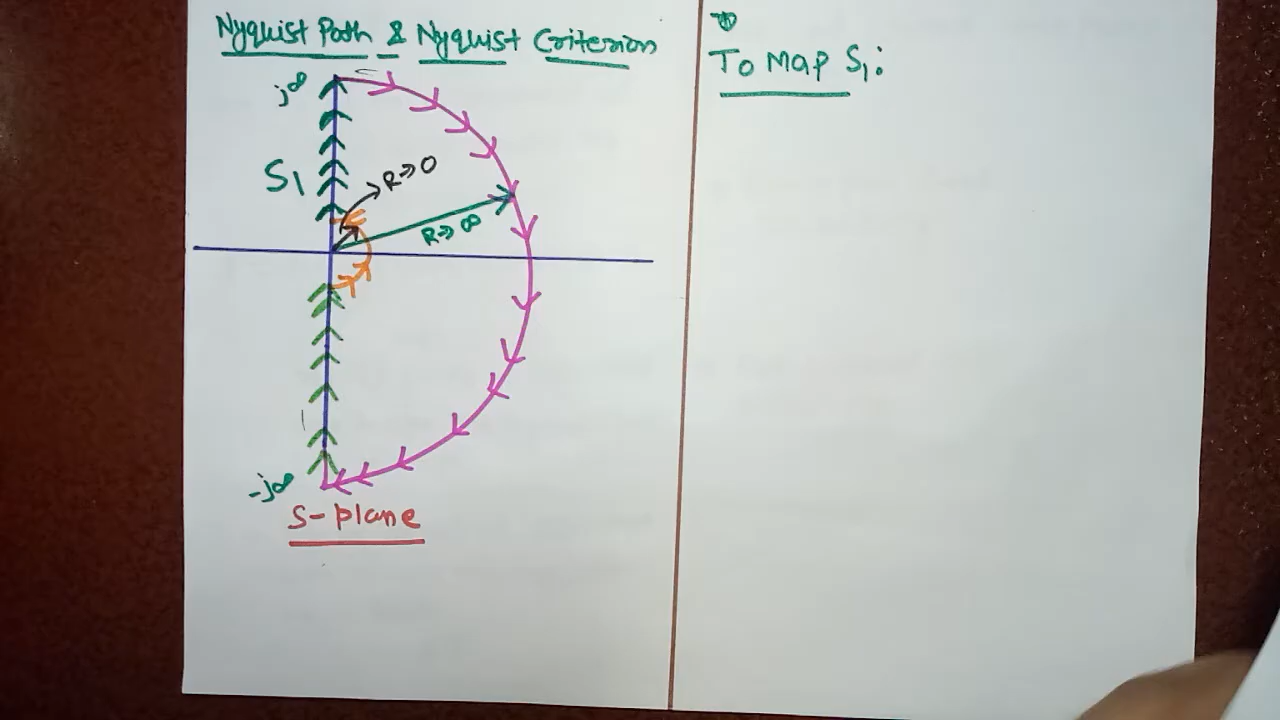 Nyquist Path & Nyquist Criterion
j∞
S1
R→0
R→∞
-j∞
S-plane
To Map S1: